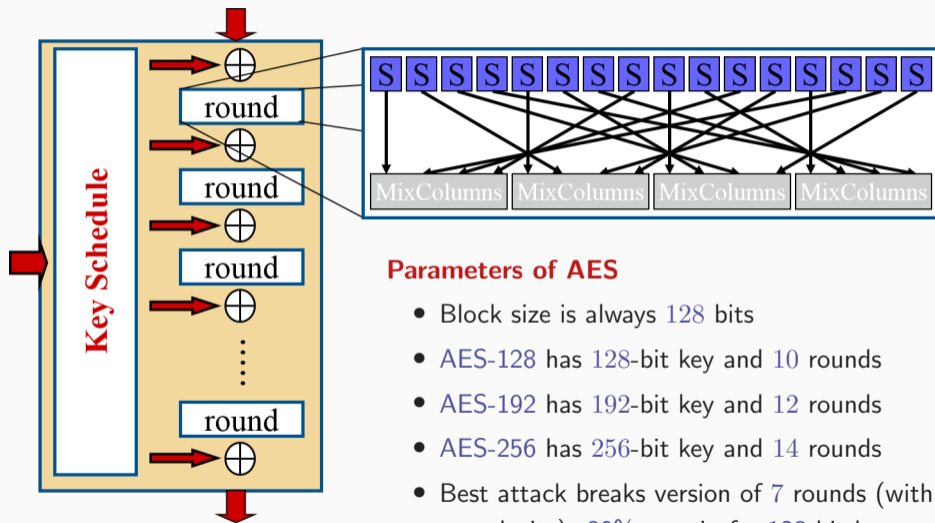 Key Schedule
round
round
round
round
S S S S S S S S S S S S S S S S
MixColumns MixColumns MixColumns MixColumns
Parameters of AES
• Block size is always 128 bits
• AES-128 has 128-bit key and 10 rounds
• AES-192 has 192-bit key and 12 rounds
• AES-256 has 256-bit key and 14 rounds
• Best attack breaks version of 7 rounds (with